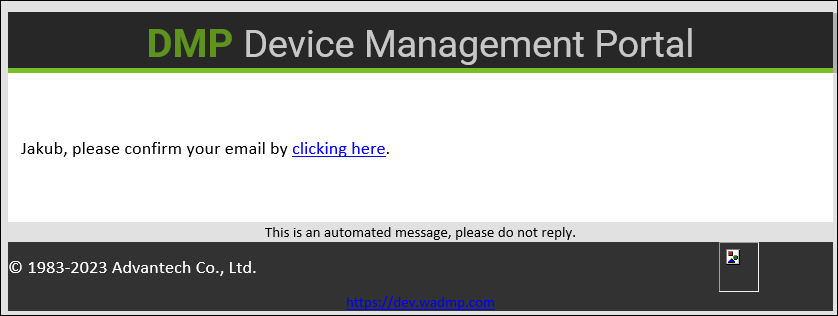 DMP Device Management Portal
Jakub, please confirm your email by clicking here.
This is an automated message, please do not reply.
© 1983-2023 Advantech Co., Ltd.
https://dev.wadmp.com